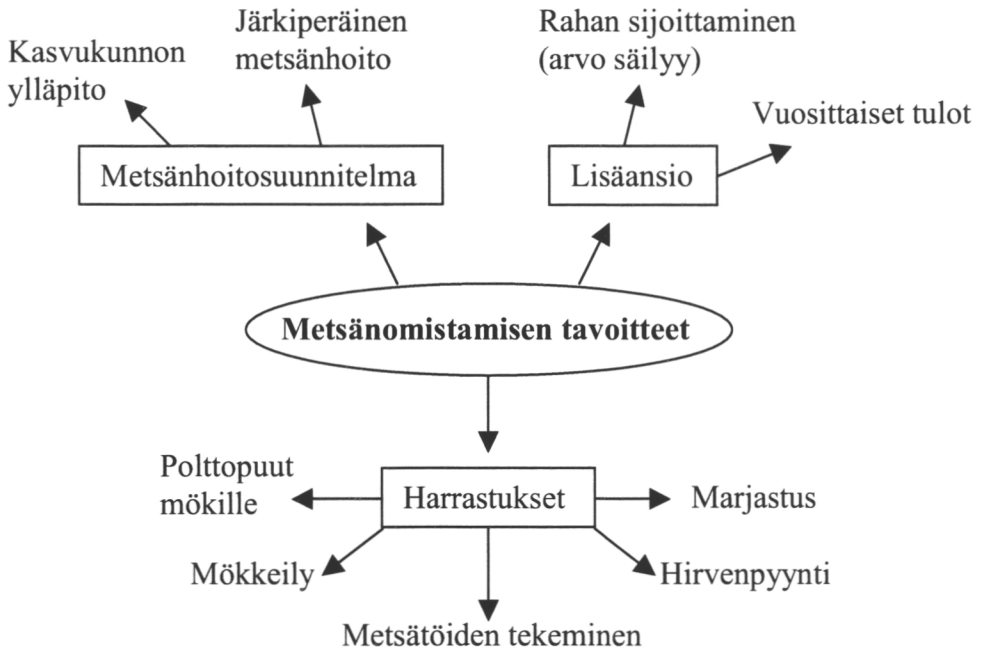 Kasvukunnon
ylläpito
Järkiperäinen
metsänhoito
Rahan sijoittaminen
(arvo säilyy)
Vuosittaiset tulot
Metsänhoitosuunnitelma
Lisäansio
Metsänomistamisen tavoitteet
Polttopuut
mökille
Harrastukset
Marjastus
Mökkeily
Hirvenpyynti
Metsätöiden tekeminen